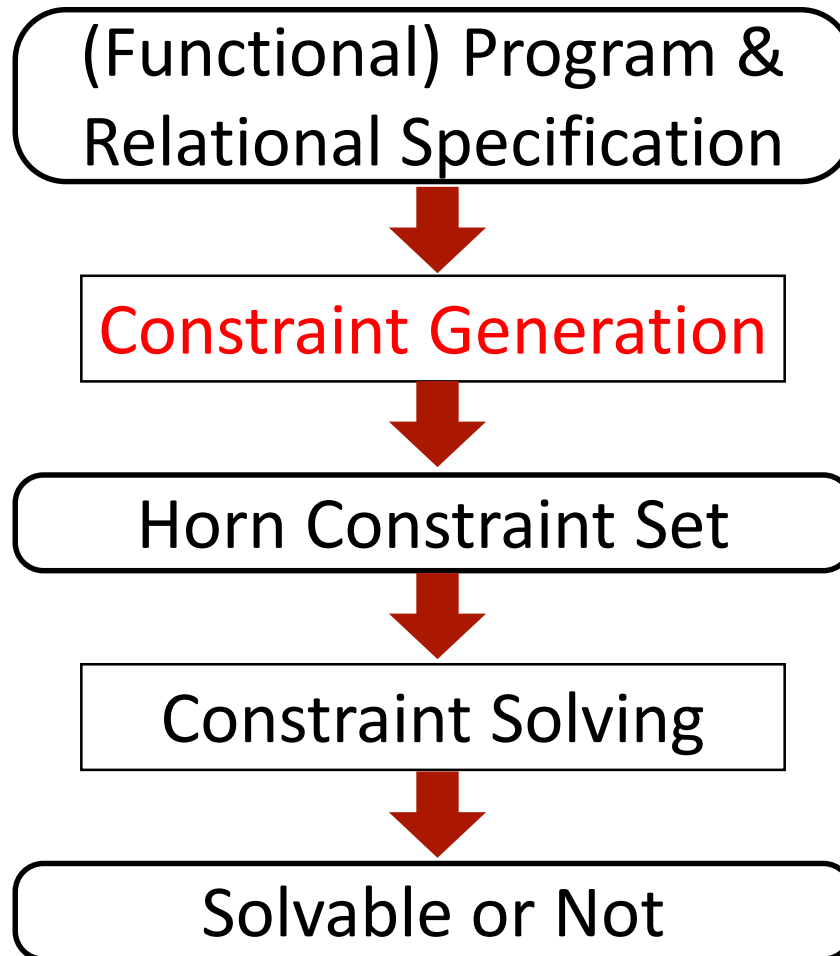 (Functional) Program &
Relational Specification
Constraint Generation
Horn Constraint Set
Constraint Solving
Solvable or Not